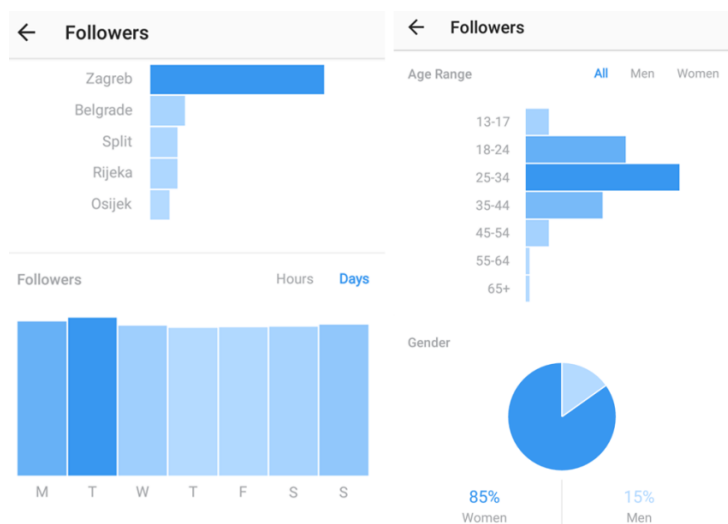 Followers
Zagreb
Belgrade
Split
Rijeka
Osijek
Followers Hours Days
M T W T F S S
Followers
Age Range All Men Women
13-17
18-24
25-34
35-44
45-54
55-64
65+
Gender
85% 15%
Women Men